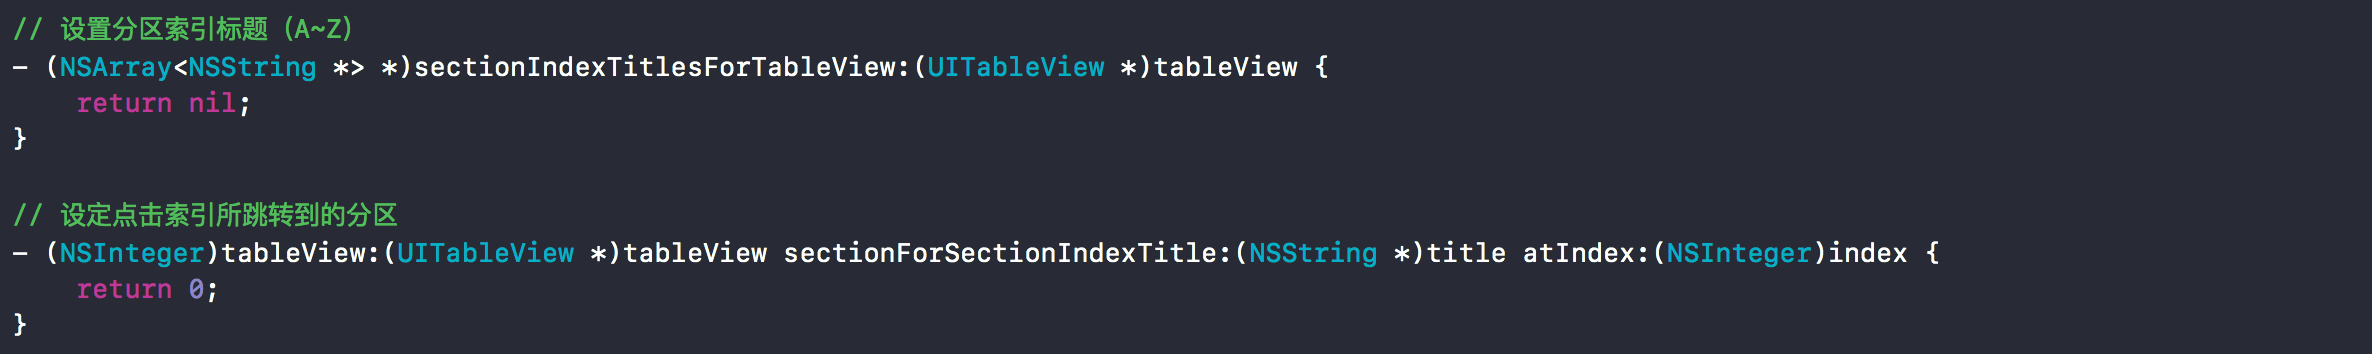 // 设置分区索引标题（A~Z）
- (NSArray<NSString *> *)sectionIndexTitlesForTableView:(UITableView *)tableView {
    return nil;
}

// 设定点击索引所跳转到的分区
- (NSInteger)tableView:(UITableView *)tableView sectionForSectionIndexTitle:(NSString *)title atIndex:(NSInteger)index {
    return 0;
}